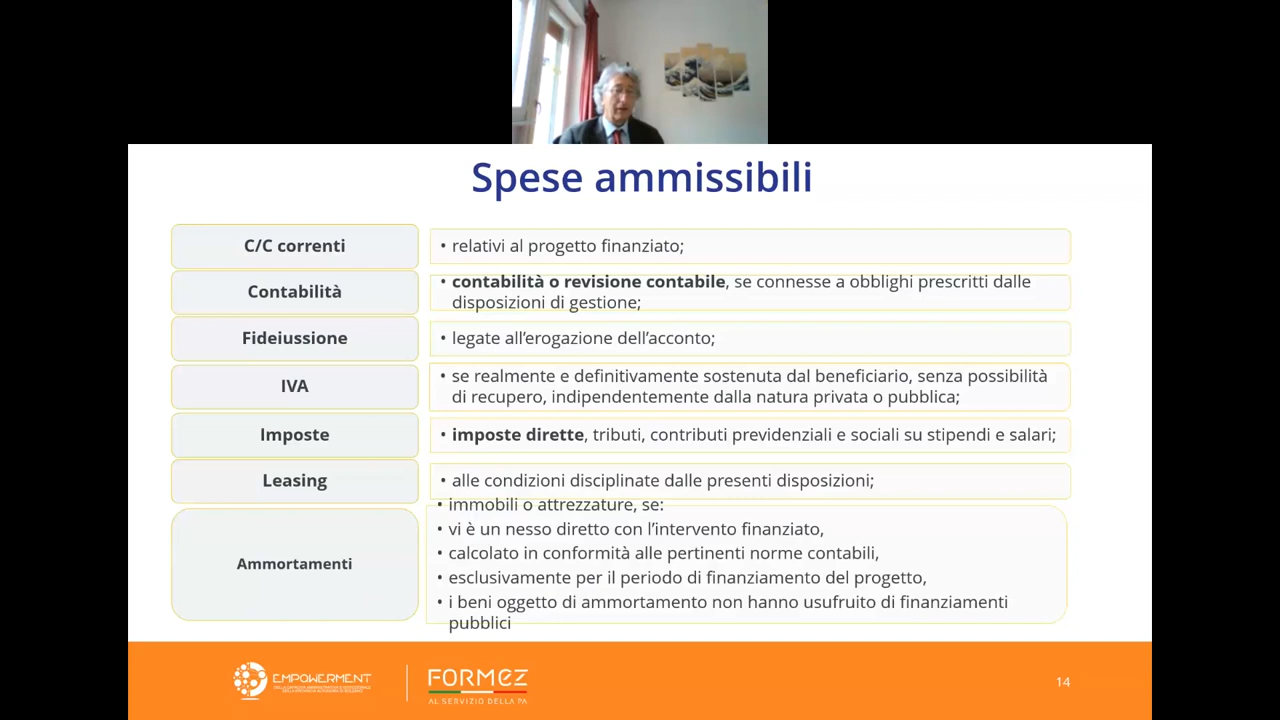 Spese ammissibili
C/C correnti
• relativi al progetto finanziato;
Contabilità
• contabilità o revisione contabile, se connesse a obblighi prescritti dalle
disposizioni di gestione;
Fideiussione
• legate all’erogazione dell’acconto;
IVA
• se realmente e definitivamente sostenuta dal beneficiario, senza possibilità
di recupero, indipendentemente dalla natura privata o pubblica;
Imposte
• imposte dirette, tributi, contributi previdenziali e sociali su stipendi e salari;
Leasing
• alle condizioni disciplinate dalle presenti disposizioni;
Ammortamenti
• immobili o attrezzature, se:
• vi è un nesso diretto con l’intervento finanziato,
• calcolato in conformità alle pertinenti norme contabili,
• esclusivamente per il periodo di finanziamento del progetto,
• i beni oggetto di ammortamento non hanno usufruito di finanziamenti
pubblici
EMPOWERMENT
FORMEZ
AL SERVIZIO DELLA PA
14